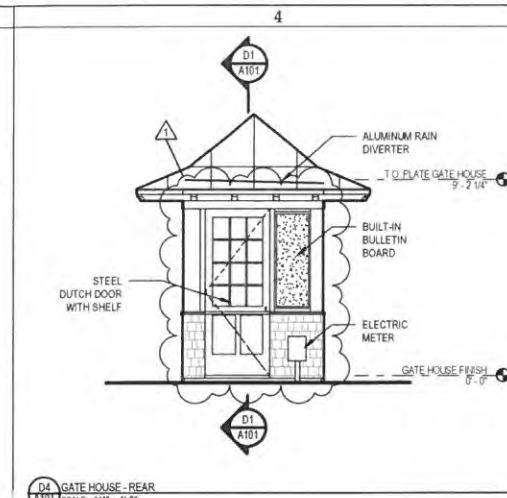 4
D1
A101
1
ALUMINUM RAIN
DIVERTER
T.O. PLATE GATE HOUSE
9' - 2 1/4"
BUILT-IN
BULLETIN
BOARD
STEEL
DUTCH DOOR
WITH SHELF
ELECTRIC
METER
GATE HOUSE FINISH
0' - 0"
D1
A101
D4
GATE HOUSE - REAR